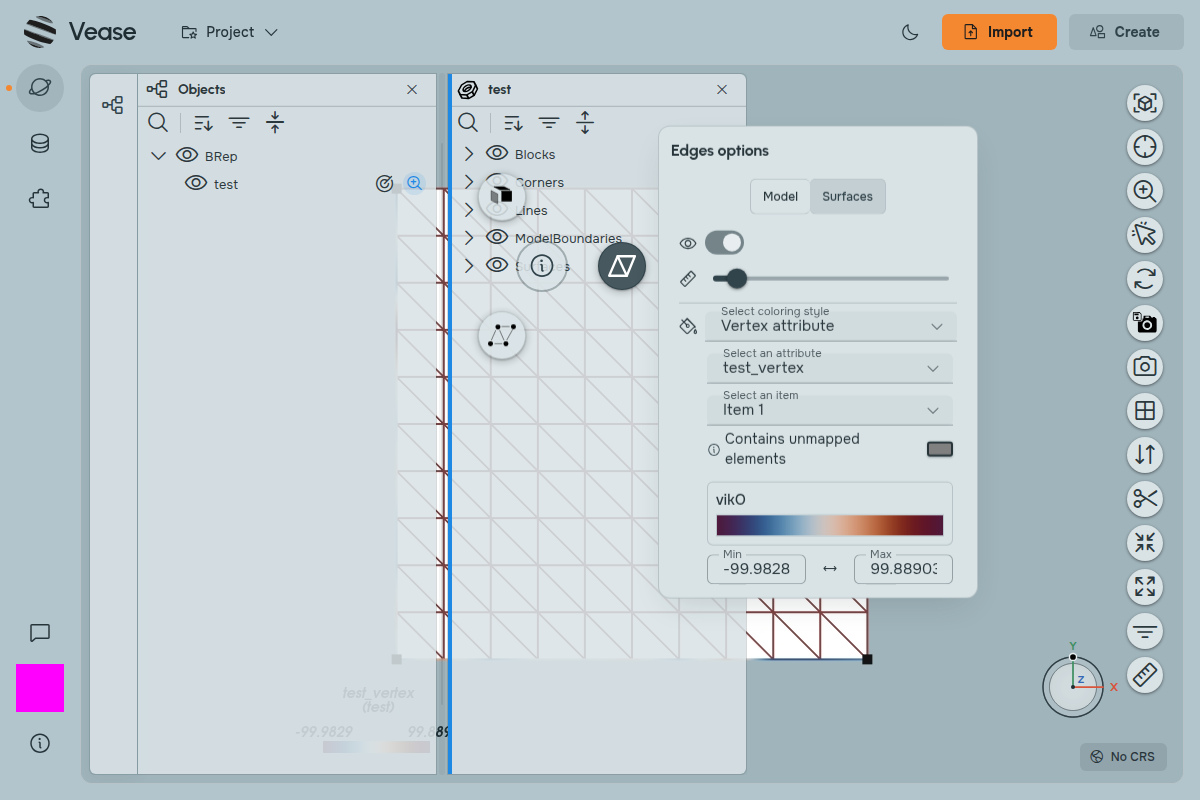 Vease
Project
Import
Create
Objects
test
BRep
test
Blocks
Corners
Lines
ModelBoundaries
Edges options
Model
Surfaces
Select coloring style
Vertex attribute
Select an attribute
test_vertex
Select an item
Item 1
Contains unmapped
elements
vikO
Min
-99.9828
Max
99.88903
test_vertex
(test)
-99.9829
99.889
Y
Z
X
No CRS